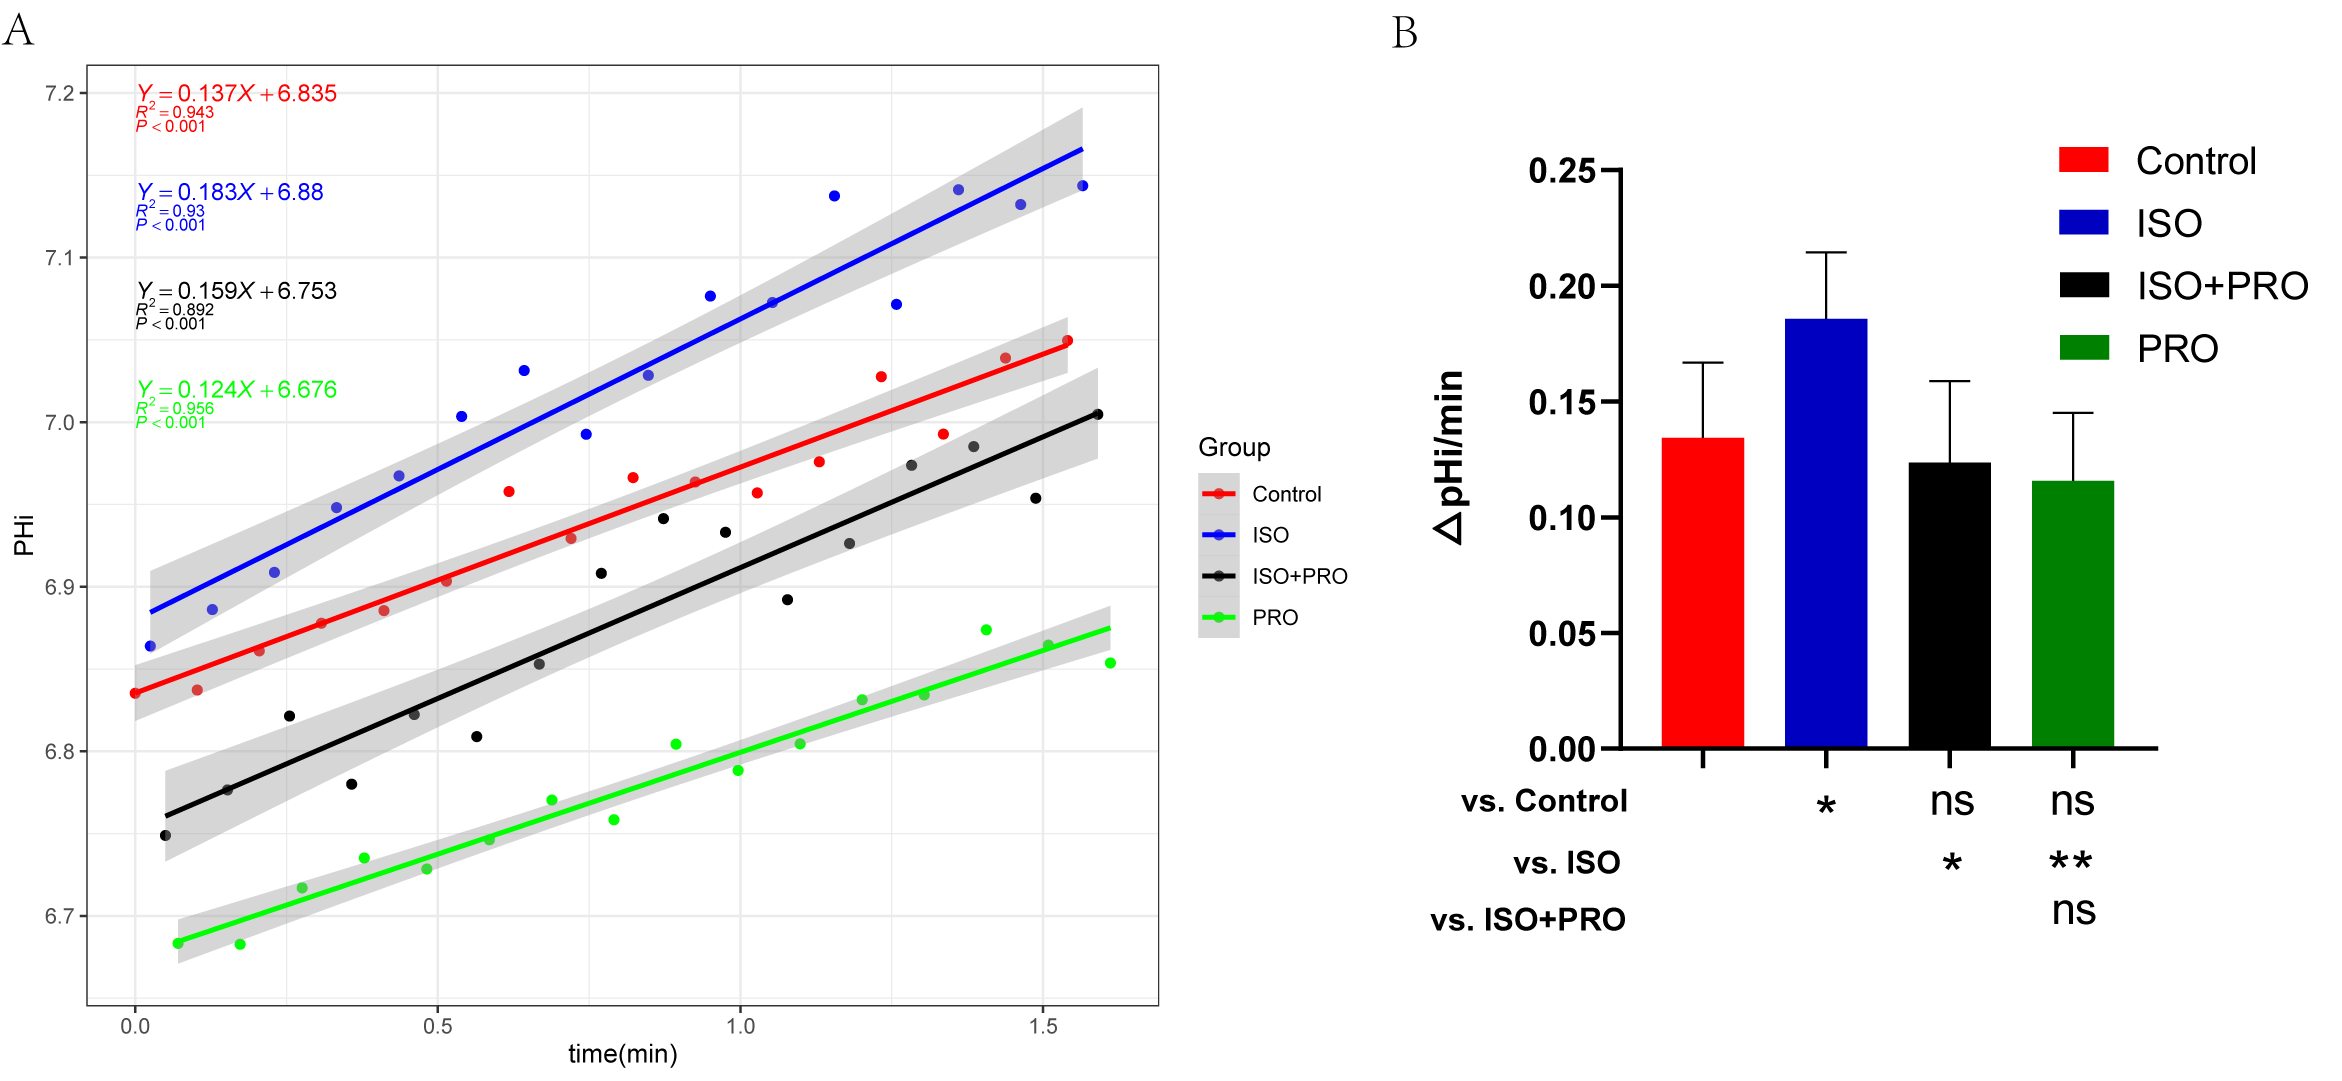 A
B
7.2
7.1
7.0
6.9
6.8
6.7
PHi
Y = 0.137X + 6.835
R² = 0.943
P < 0.001
Y = 0.183X + 6.88
R² = 0.93
P < 0.001
Y = 0.159X + 6.753
R² = 0.892
P < 0.001
Y = 0.124X + 6.676
R² = 0.956
P < 0.001
0.0 0.5 1.0 1.5
time(min)
Group
Control
ISO
ISO+PRO
PRO
ΔpHi/min
0.25
0.20
0.15
0.10
0.05
0.00
Control
ISO
ISO+PRO
PRO
vs. Control * ns ns
vs. ISO * **
vs. ISO+PRO ns